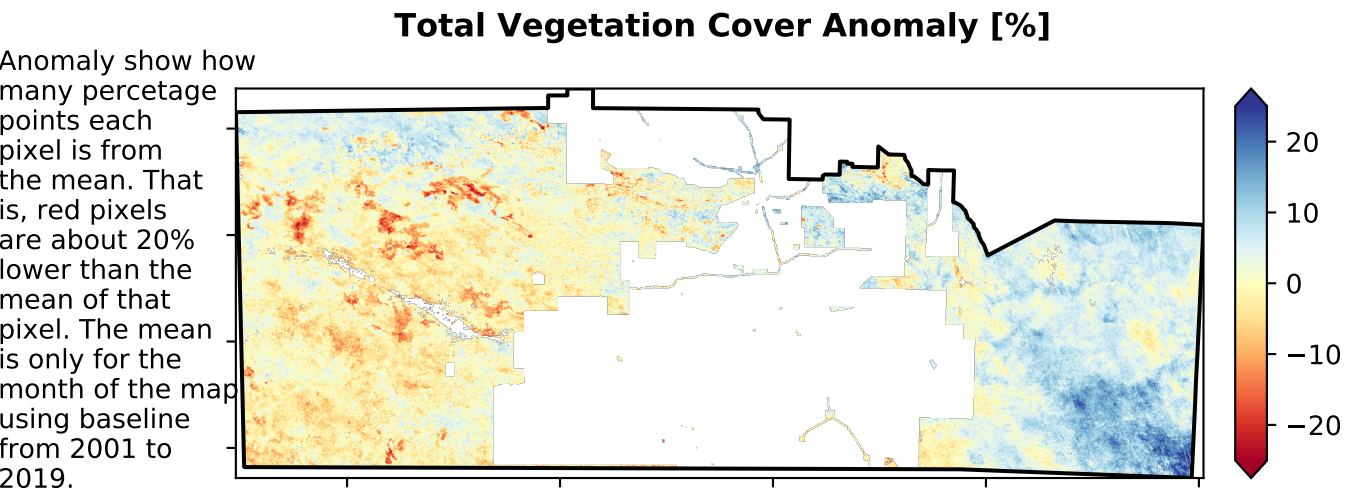 Total Vegetation Cover Anomaly [%]
Anomaly show how
many percetage
points each
pixel is from
the mean. That
is, red pixels
are about 20%
lower than the
mean of that
pixel. The mean
is only for the
month of the map
using baseline
from 2001 to
2019.
20
10
0
−10
−20